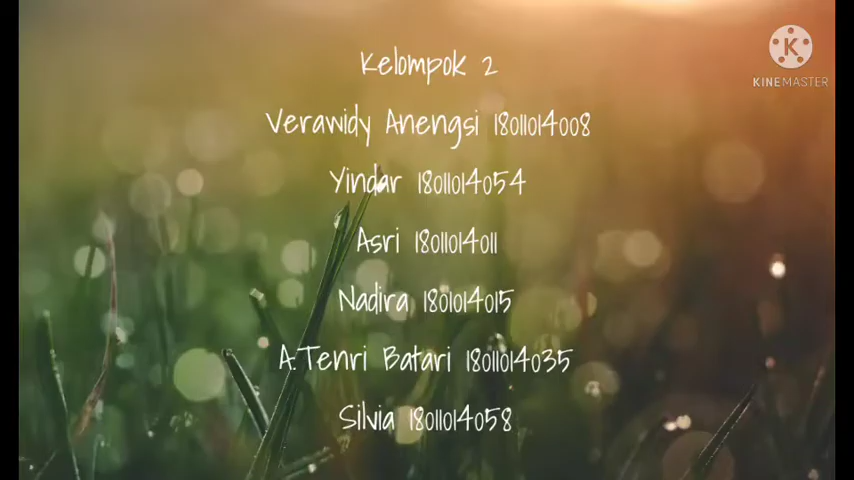 Kelompok 2
Verawidy Anengsi 18011014008
Yindar 18011014054
Asri 18011014011
Nadira 1801014015
A.Tenri Batari 18011014035
Silvia 18011014058
K
KINEMASTER